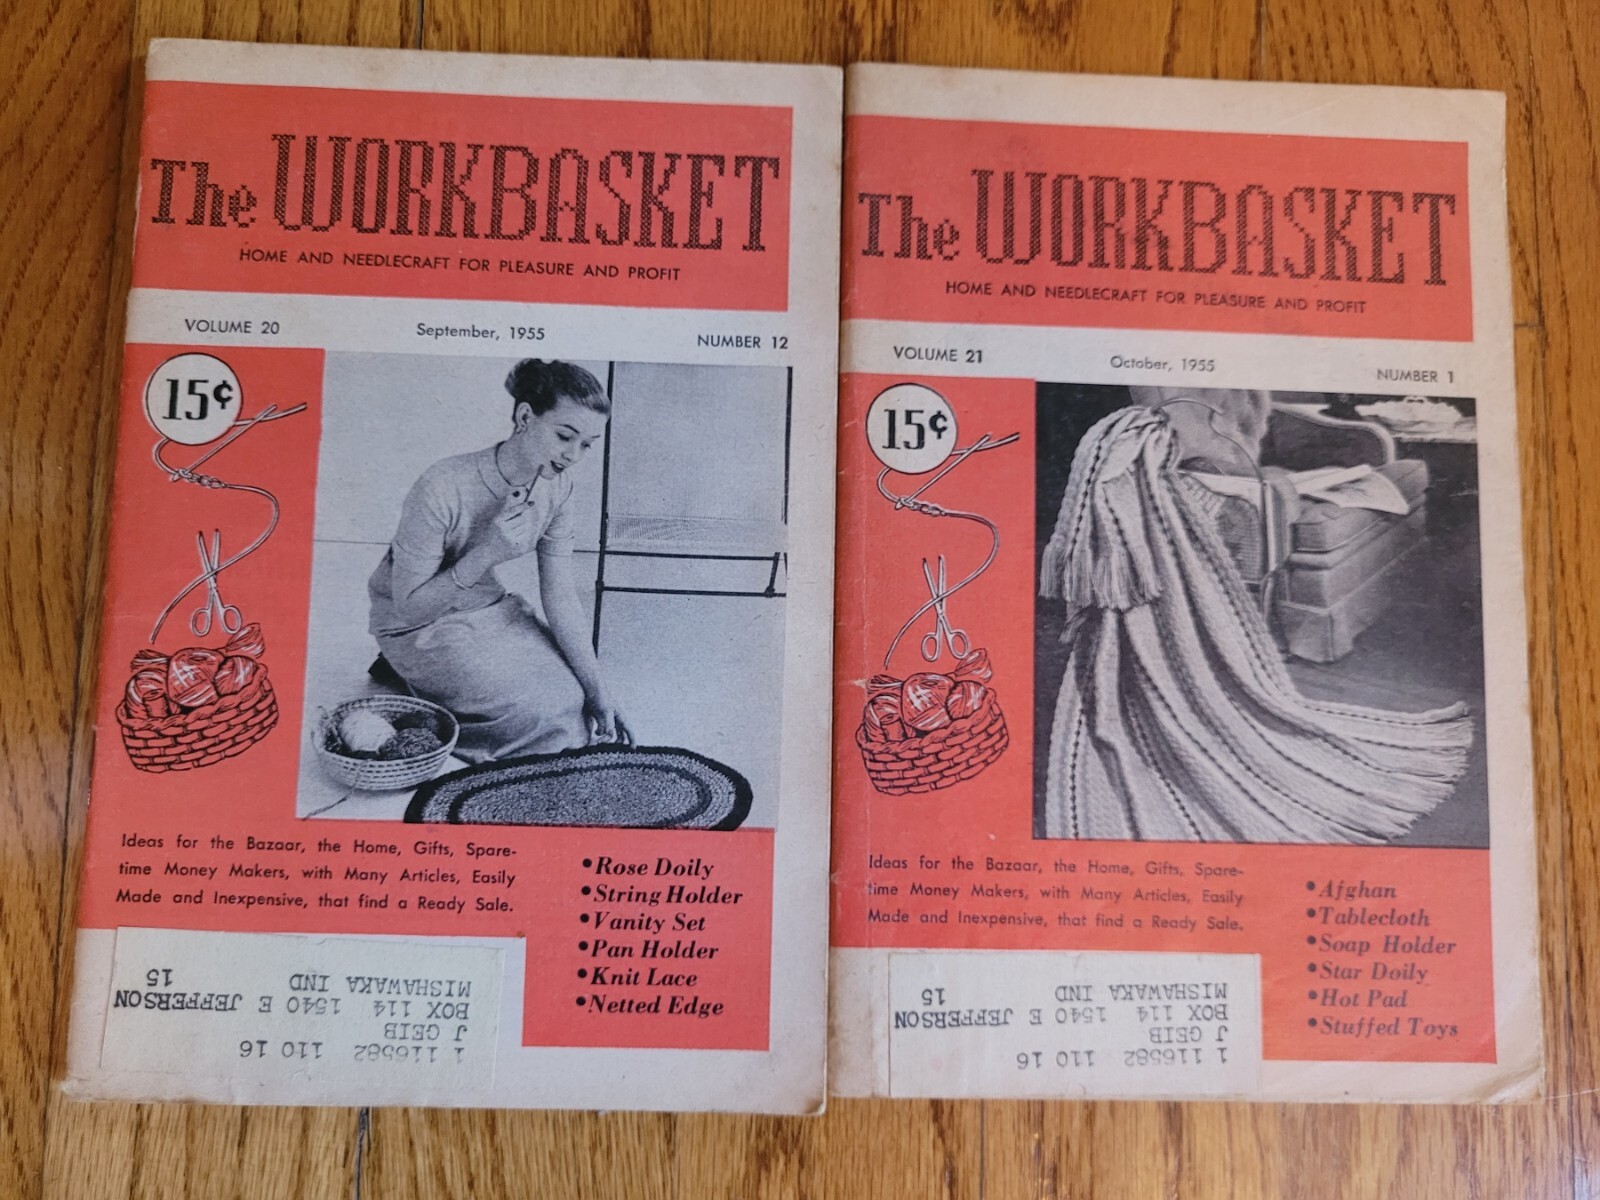 The WORKBASKET
HOME AND NEEDLECRAFT FOR PLEASURE AND PROFIT
VOLUME 20 September, 1955 NUMBER 12
15¢
Ideas for the Bazaar, the Home, Gifts, Spare-
time Money Makers, with Many Articles, Easily
Made and Inexpensive, that find a Ready Sale.
•Rose Doily
•String Holder
•Vanity Set
•Pan Holder
•Knit Lace
•Netted Edge
1 116582 110 16
J GEIB
BOX 114 1540 E JEFFERSON
MISHAWAKA IND 15
The WORKBASKET
HOME AND NEEDLECRAFT FOR PLEASURE AND PROFIT
VOLUME 21 October, 1955 NUMBER 1
15¢
Ideas for the Bazaar, the Home, Gifts, Spare-
time Money Makers, with Many Articles, Easily
Made and Inexpensive, that find a Ready Sale.
•Afghan
•Tablecloth
•Soap Holder
•Star Doily
•Hot Pad
•Stuffed Toys
1 116582 110 16
J GEIB
BOX 114 1540 E JEFFERSON
MISHAWAKA IND 15